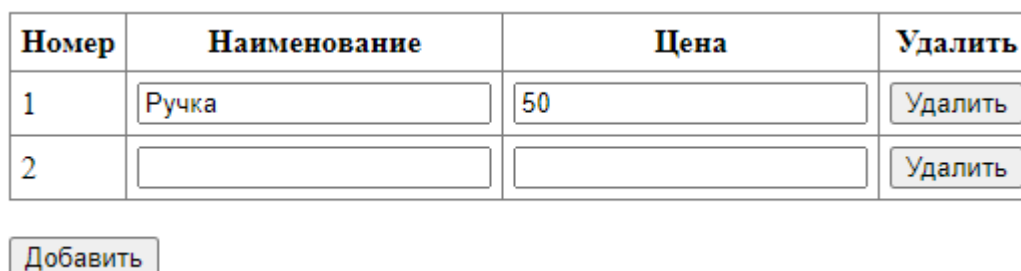 Номер Наименование Цена Удалить
1 Ручка 50 Удалить
2 Удалить
Добавить